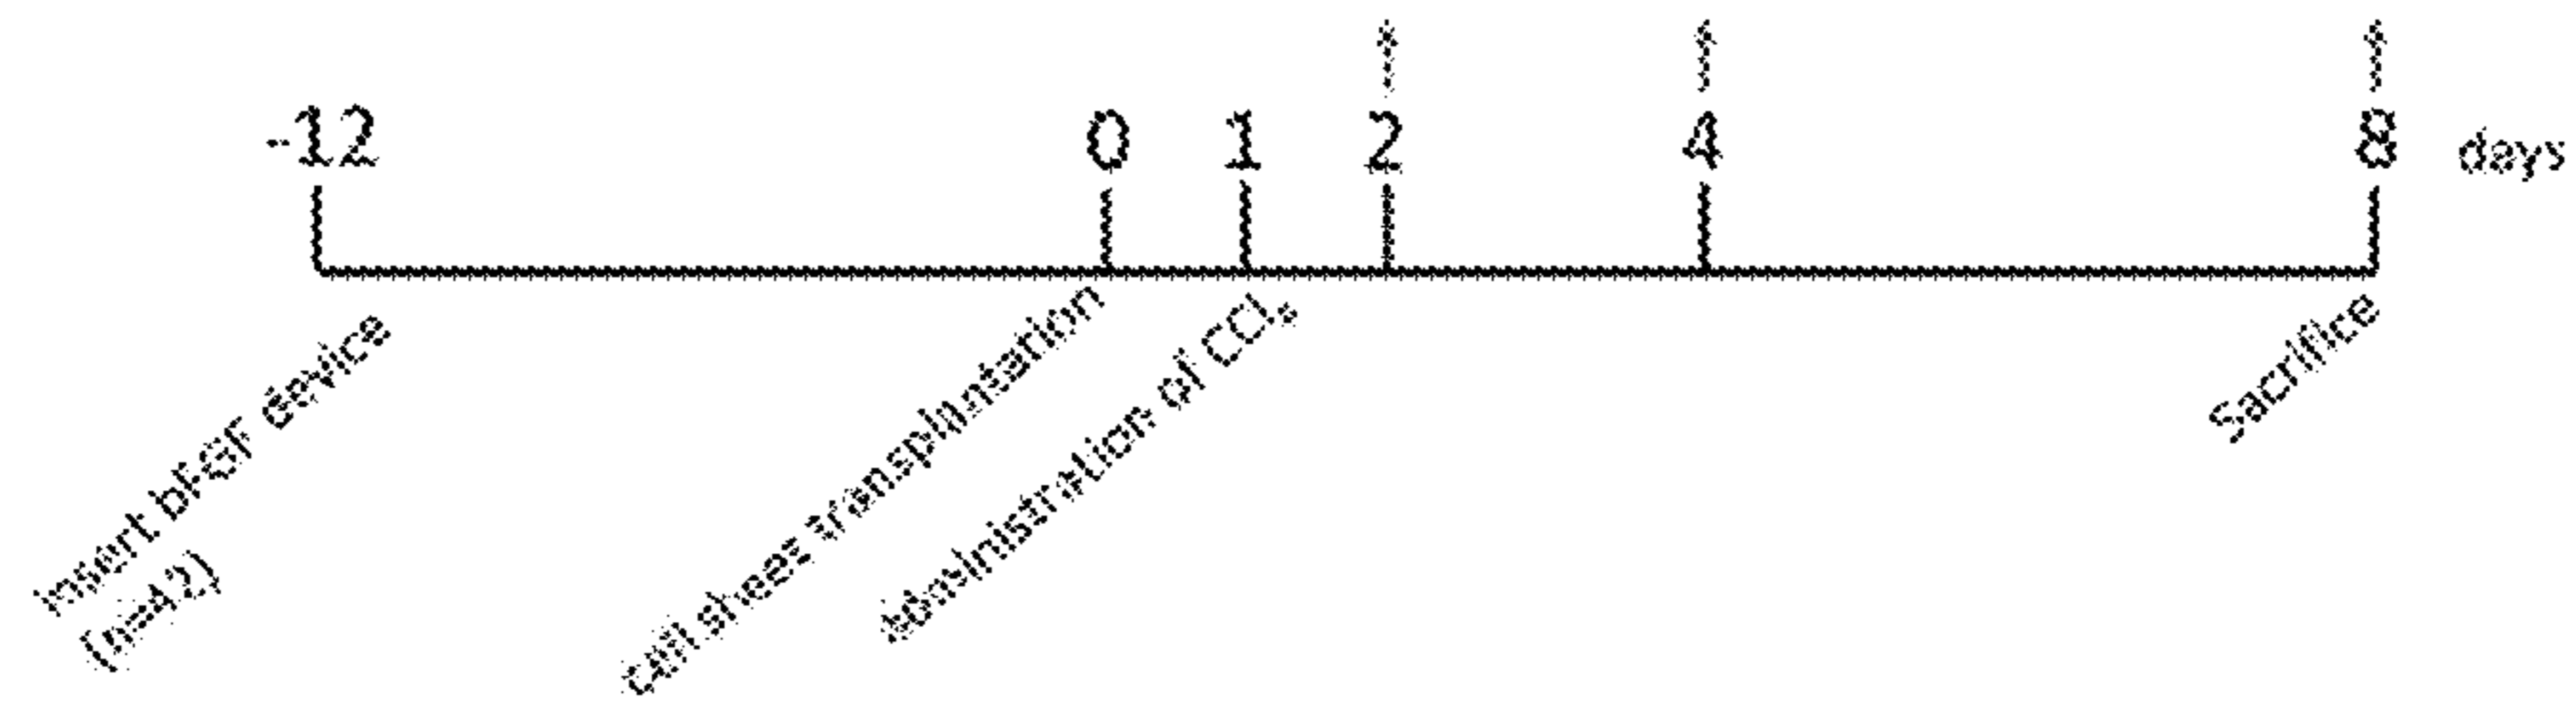 -12 0 1 2 4 8 days
insert bFGF device
(n=42)
cell sheet transplantation
administration of CCl₄
Sacrifice